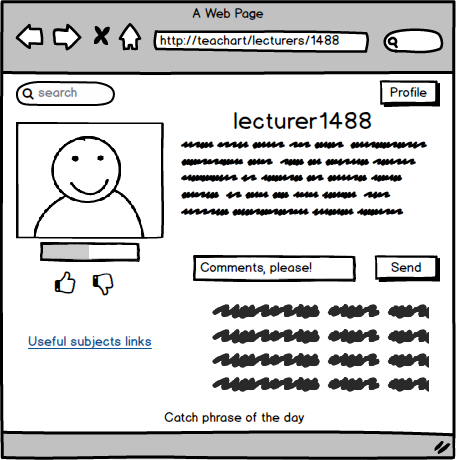 A Web Page
http://teachart/lecturers/1488
search
Profile
lecturer1488
Comments, please!
Send
Useful subjects links
Catch phrase of the day